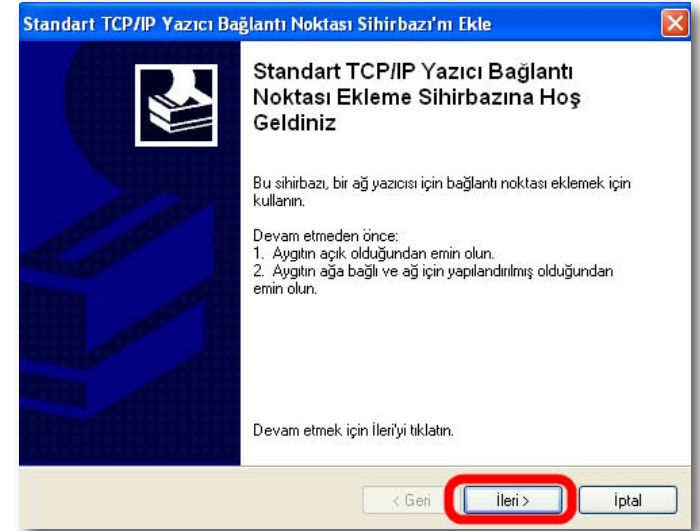 Standart TCP/IP Yazıcı Bağlantı Noktası Sihirbazı'nı Ekle
Standart TCP/IP Yazıcı Bağlantı
Noktası Ekleme Sihirbazına Hoş
Geldiniz
Bu sihirbazı, bir ağ yazıcısı için bağlantı noktası eklemek için
kullanın.
Devam etmeden önce:
1. Aygıtın açık olduğundan emin olun.
2. Aygıtın ağa bağlı ve ağ için yapılandırılmış olduğundan
emin olun.
Devam etmek için İleri'yi tıklatın.
< Geri İleri > İptal